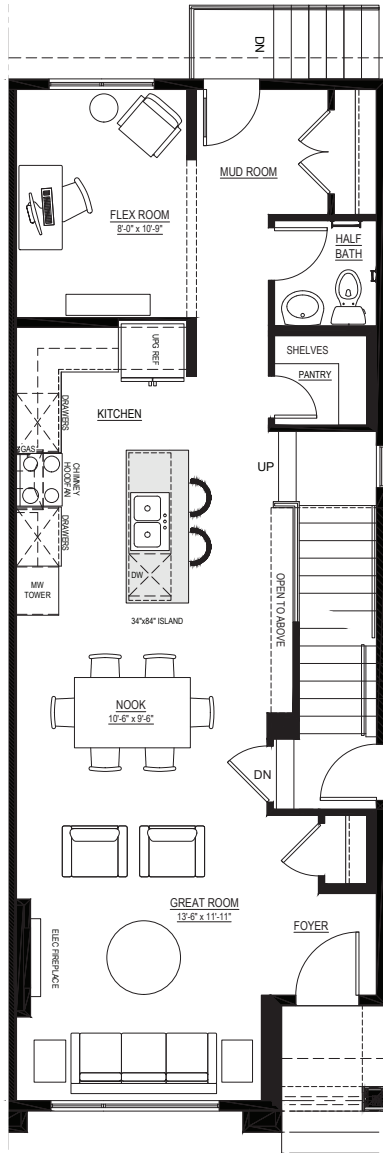 DN
MUD ROOM
FLEX ROOM
8'-0" x 10'-9"
HALF
BATH
UPG REF
SHELVES
PANTRY
KITCHEN
DRAWERS
GAS
CHIMNEY
HOODFAN
DRAWERS
MW
TOWER
DW
UP
34"x84" ISLAND
OPEN TO ABOVE
NOOK
10'-6" x 9'-6"
DN
GREAT ROOM
13'-6" x 11'-11"
FOYER
ELEC FIREPLACE